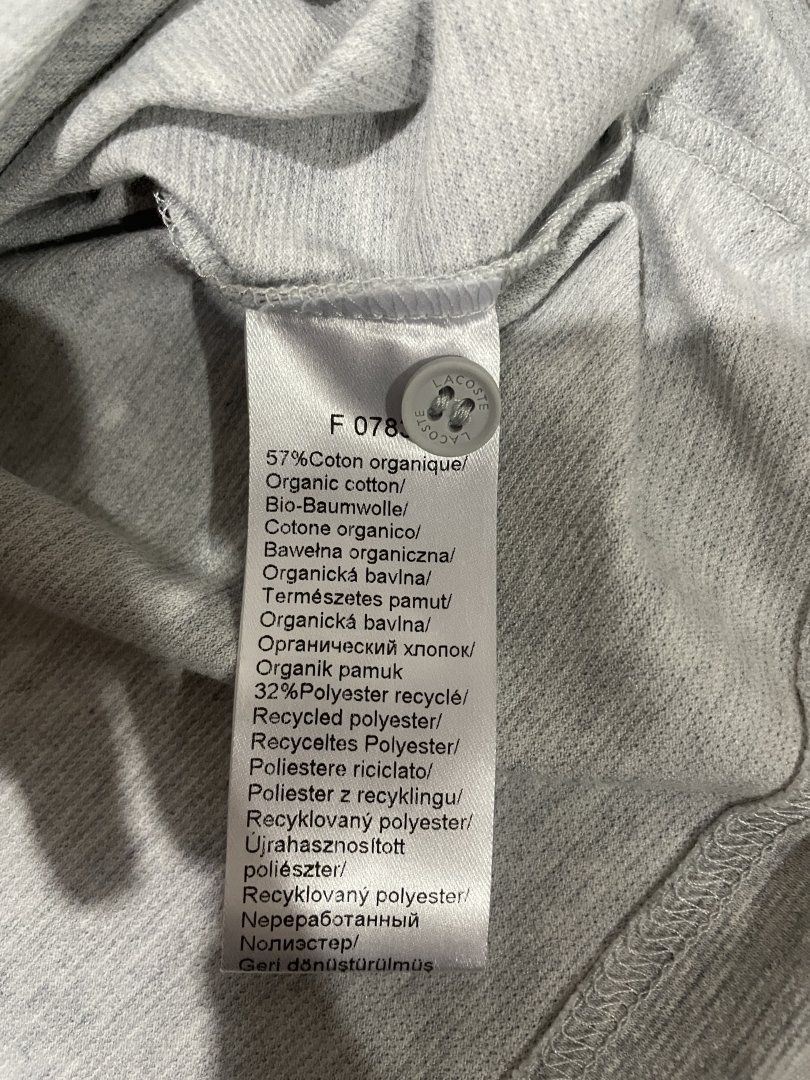 LACOSTE
LACOSTE
F 0783
57%Coton organique/
Organic cotton/
Bio-Baumwolle/
Cotone organico/
Bawełna organiczna/
Organická bavlna/
Természetes pamut/
Organická bavlna/
Органический хлопок/
Organik pamuk
32%Polyester recyclé/
Recycled polyester/
Recyceltes Polyester/
Poliestere riciclato/
Poliester z recyklingu/
Recyklovaný polyester/
Újrahasznosított
poliészter/
Recyklovaný polyester/
Nереработанный
Nолиэстер/
Geri dönüştürülmüş